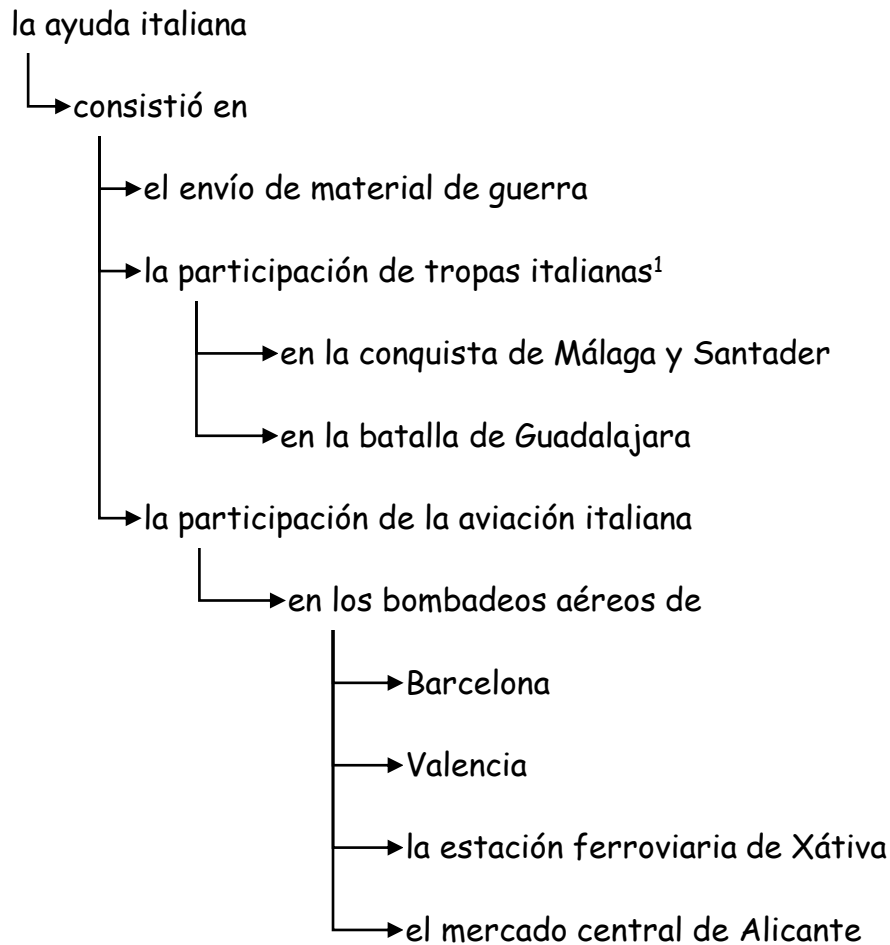 la ayuda italiana
consistió en
el envío de material de guerra
la participación de tropas italianas¹
en la conquista de Málaga y Santader
en la batalla de Guadalajara
la participación de la aviación italiana
en los bombadeos aéreos de
Barcelona
Valencia
la estación ferroviaria de Xátiva
el mercado central de Alicante